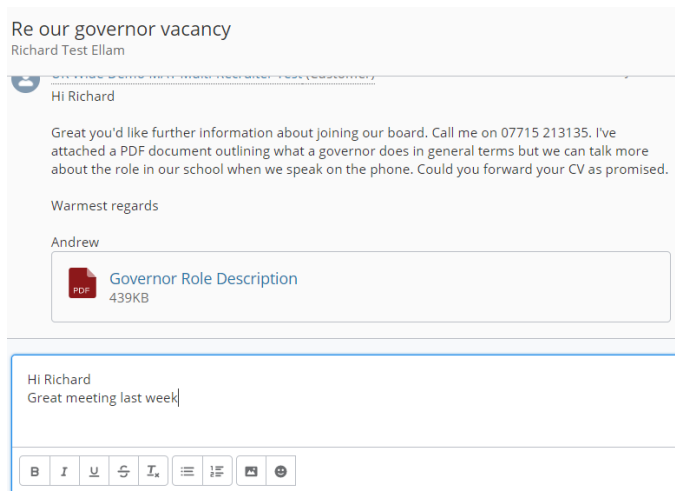 Re our governor vacancy
Richard Test Ellam
Hi Richard
Great you'd like further information about joining our board. Call me on 07715 213135. I've
attached a PDF document outlining what a governor does in general terms but we can talk more
about the role in our school when we speak on the phone. Could you forward your CV as promised.
Warmest regards
Andrew
PDF
Governor Role Description
439KB
Hi Richard
Great meeting last week
B I U S Tx